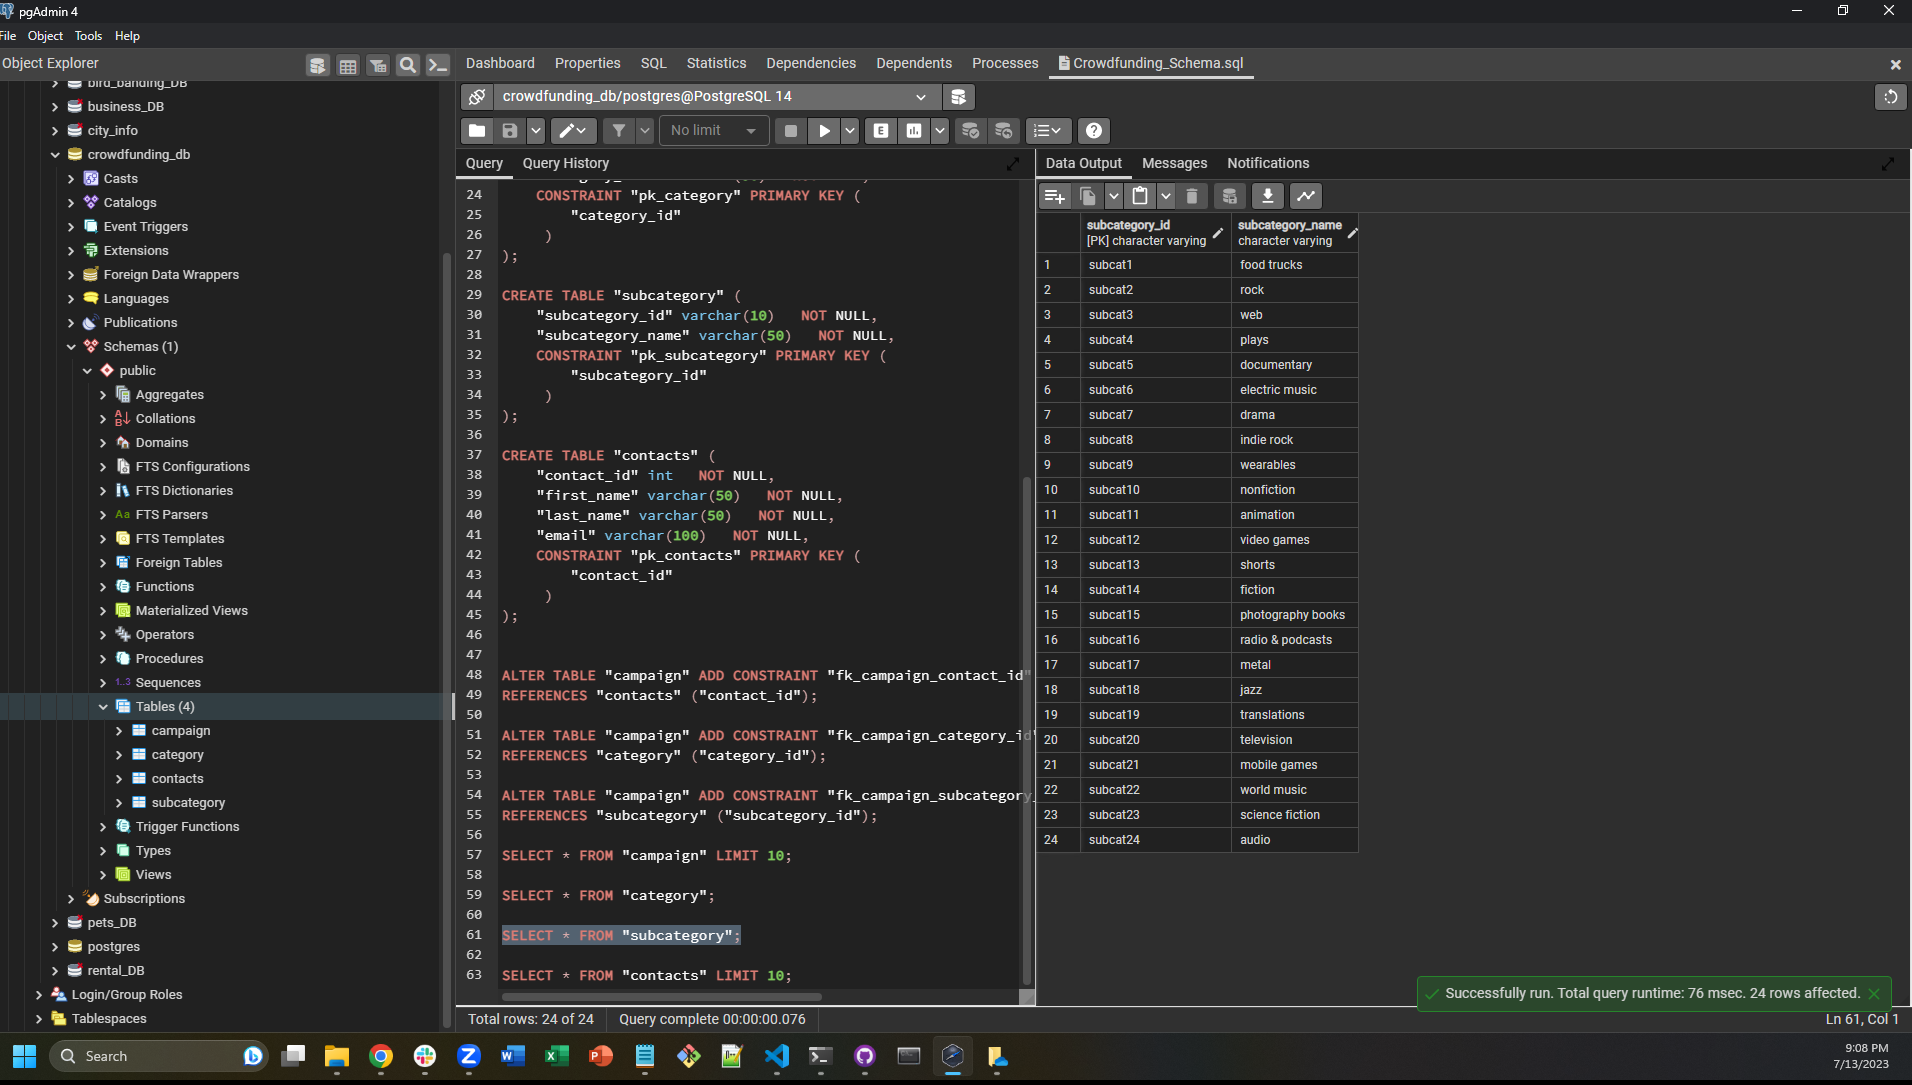 pgAdmin 4
File Object Tools Help
Object Explorer
Dashboard Properties SQL Statistics Dependencies Dependents Processes Crowdfunding_Schema.sql
bird_banding_DB
business_DB
city_info
crowdfunding_db
Casts
Catalogs
Event Triggers
Extensions
Foreign Data Wrappers
Languages
Publications
Schemas (1)
public
Aggregates
Collations
Domains
FTS Configurations
FTS Dictionaries
FTS Parsers
FTS Templates
Foreign Tables
Functions
Materialized Views
Operators
Procedures
1..3 Sequences
Tables (4)
campaign
category
contacts
subcategory
Trigger Functions
Types
Views
Subscriptions
pets_DB
postgres
rental_DB
Login/Group Roles
Tablespaces
crowdfunding_db/postgres@PostgreSQL 14
No limit
E
Query Query History
24 CONSTRAINT "pk_category" PRIMARY KEY (
25 "category_id"
26 )
27 );
28
29 CREATE TABLE "subcategory" (
30 "subcategory_id" varchar(10) NOT NULL,
31 "subcategory_name" varchar(50) NOT NULL,
32 CONSTRAINT "pk_subcategory" PRIMARY KEY (
33 "subcategory_id"
34 )
35 );
36
37 CREATE TABLE "contacts" (
38 "contact_id" int NOT NULL,
39 "first_name" varchar(50) NOT NULL,
40 "last_name" varchar(50) NOT NULL,
41 "email" varchar(100) NOT NULL,
42 CONSTRAINT "pk_contacts" PRIMARY KEY (
43 "contact_id"
44 )
45 );
46
47
48 ALTER TABLE "campaign" ADD CONSTRAINT "fk_campaign_contact_id"
49 REFERENCES "contacts" ("contact_id");
50
51 ALTER TABLE "campaign" ADD CONSTRAINT "fk_campaign_category_id"
52 REFERENCES "category" ("category_id");
53
54 ALTER TABLE "campaign" ADD CONSTRAINT "fk_campaign_subcategory_
55 REFERENCES "subcategory" ("subcategory_id");
56
57 SELECT * FROM "campaign" LIMIT 10;
58
59 SELECT * FROM "category";
60
61 SELECT * FROM "subcategory";
62
63 SELECT * FROM "contacts" LIMIT 10;
Total rows: 24 of 24 Query complete 00:00:00.076
Data Output Messages Notifications
subcategory_id subcategory_name
[PK] character varying character varying
1 subcat1 food trucks
2 subcat2 rock
3 subcat3 web
4 subcat4 plays
5 subcat5 documentary
6 subcat6 electric music
7 subcat7 drama
8 subcat8 indie rock
9 subcat9 wearables
10 subcat10 nonfiction
11 subcat11 animation
12 subcat12 video games
13 subcat13 shorts
14 subcat14 fiction
15 subcat15 photography books
16 subcat16 radio & podcasts
17 subcat17 metal
18 subcat18 jazz
19 subcat19 translations
20 subcat20 television
21 subcat21 mobile games
22 subcat22 world music
23 subcat23 science fiction
24 subcat24 audio
Successfully run. Total query runtime: 76 msec. 24 rows affected.
Ln 61, Col 1
Search
9:08 PM
7/13/2023